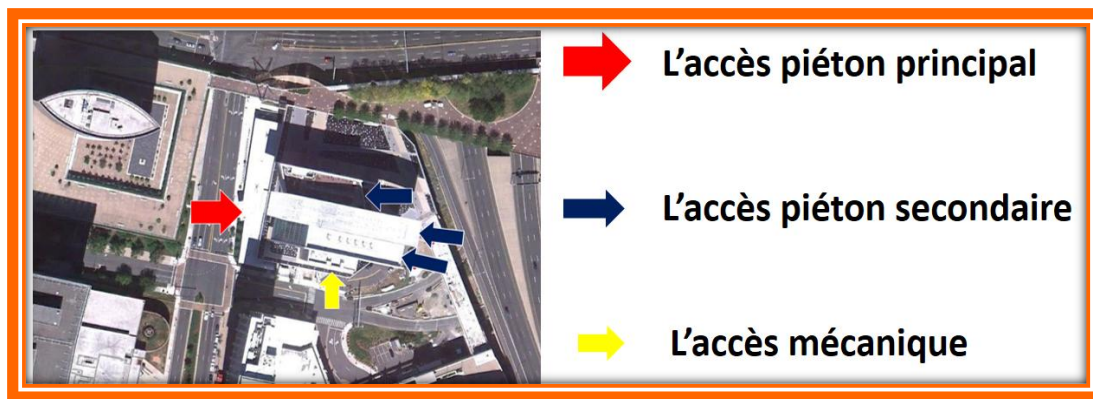 L’accès piéton principal
L’accès piéton secondaire
L’accès mécanique